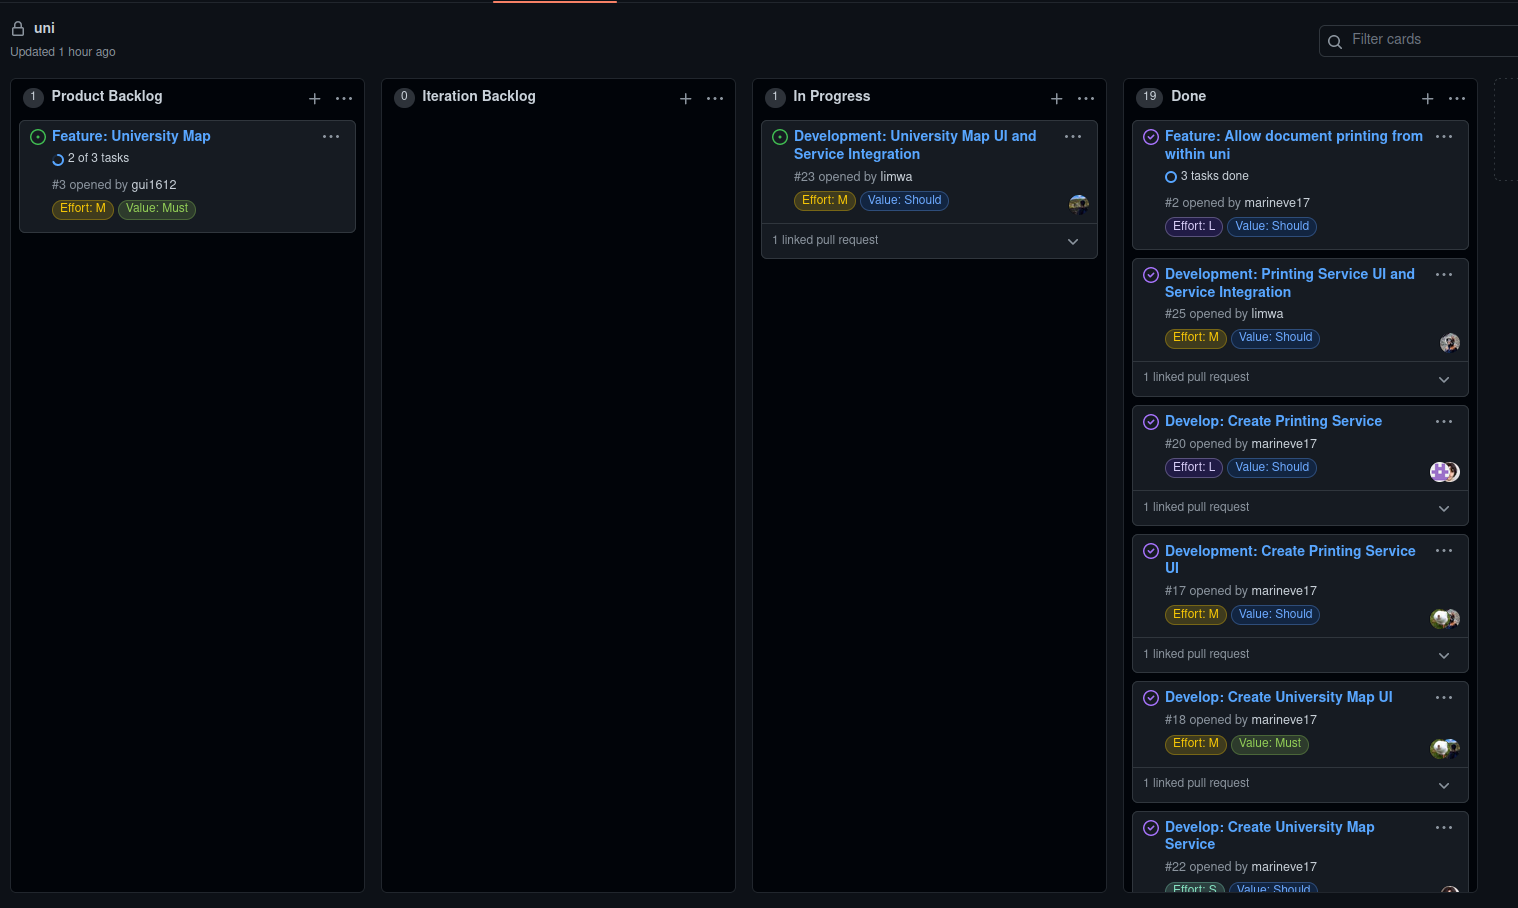 uni
Updated 1 hour ago
Filter cards
1 Product Backlog
Feature: University Map
2 of 3 tasks
#3 opened by gui1612
Effort: M Value: Must
0 Iteration Backlog
1 In Progress
Development: University Map UI and
Service Integration
#23 opened by limwa
Effort: M Value: Should
1 linked pull request
19 Done
Feature: Allow document printing from
within uni
3 tasks done
#2 opened by marineve17
Effort: L Value: Should
Development: Printing Service UI and
Service Integration
#25 opened by limwa
Effort: M Value: Should
1 linked pull request
Develop: Create Printing Service
#20 opened by marineve17
Effort: L Value: Should
1 linked pull request
Development: Create Printing Service
UI
#17 opened by marineve17
Effort: M Value: Should
1 linked pull request
Develop: Create University Map UI
#18 opened by marineve17
Effort: M Value: Must
1 linked pull request
Develop: Create University Map
Service
#22 opened by marineve17
Effort: S Value: Should